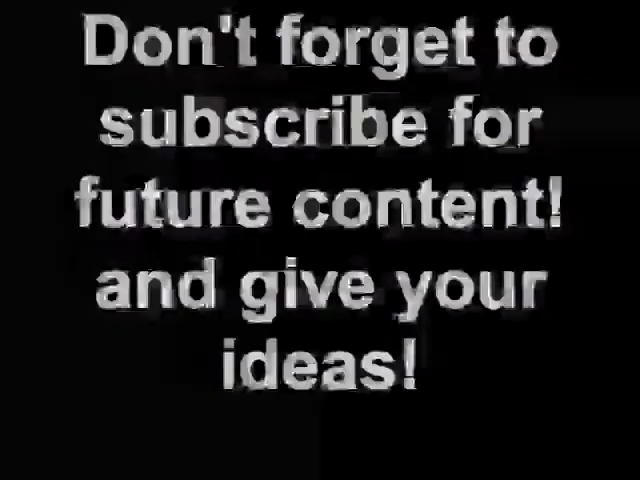 Don't forget to
subscribe for
future content!
and give your
ideas!